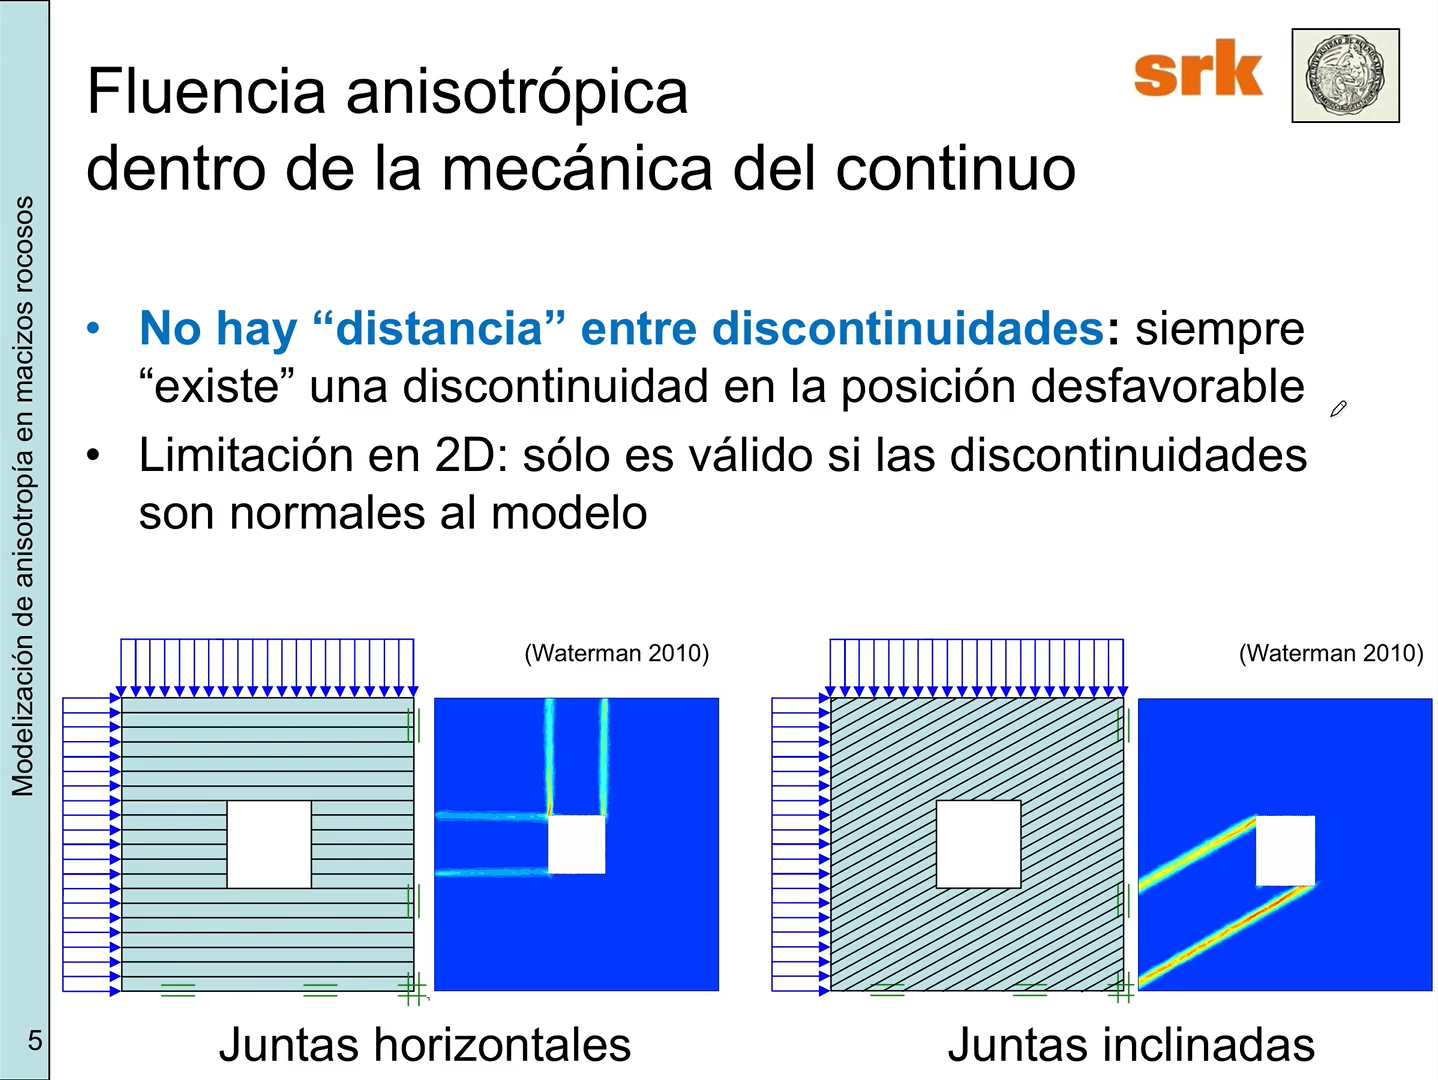 srk
Fluencia anisotrópica
dentro de la mecánica del continuo
• No hay “distancia” entre discontinuidades: siempre
“existe” una discontinuidad en la posición desfavorable
• Limitación en 2D: sólo es válido si las discontinuidades
son normales al modelo
(Waterman 2010)
(Waterman 2010)
Juntas horizontales
Juntas inclinadas
Modelización de anisotropía en macizos rocosos
5